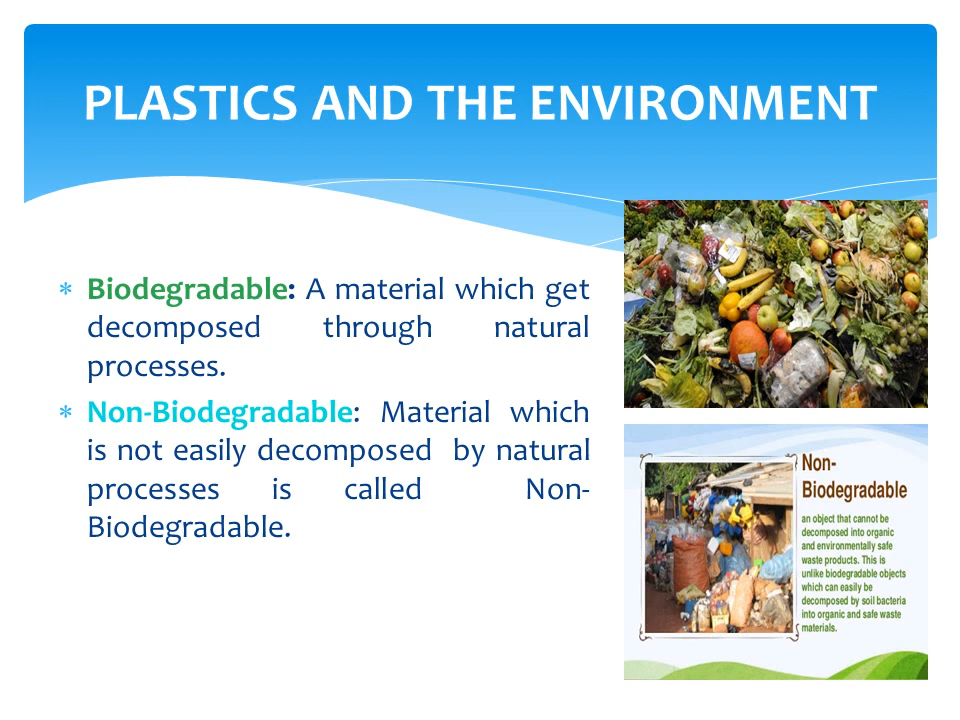 PLASTICS AND THE ENVIRONMENT
Biodegradable: A material which get
decomposed through natural
processes.
Non-Biodegradable: Material which
is not easily decomposed by natural
processes is called Non-
Biodegradable.
Non-
Biodegradable
an object that cannot be
decomposed into organic
and environmentally safe
waste products. This is
unlike biodegradable objects
which can easily be
decomposed by soil bacteria
into organic and safe waste
materials.